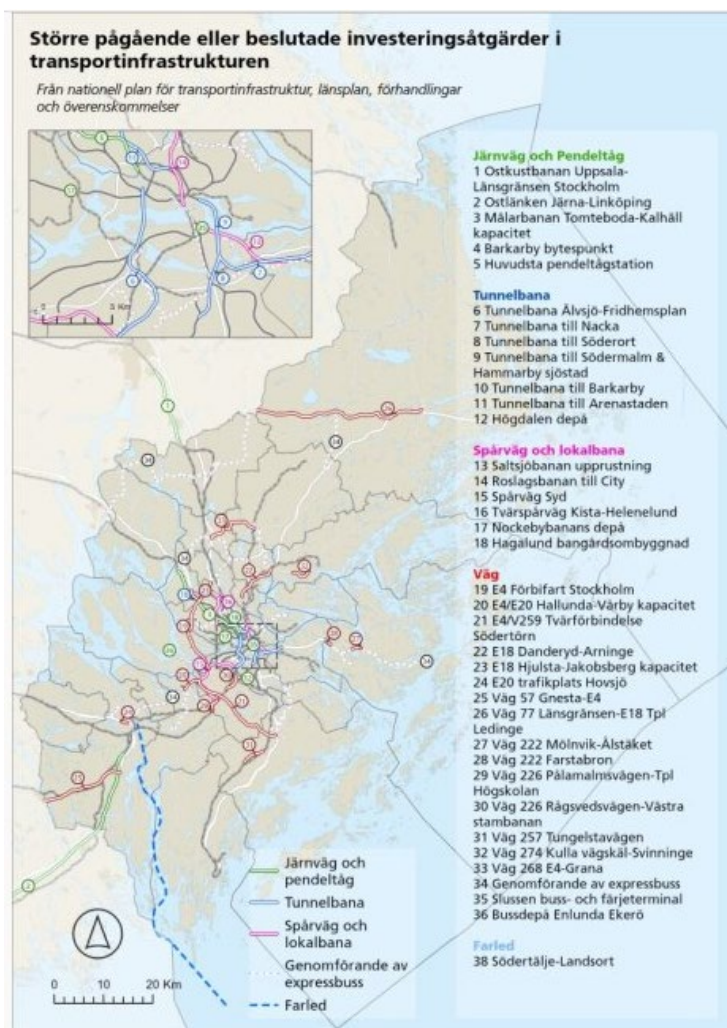 Större pågående eller beslutade investeringsåtgärder i
transportinfrastrukturen
Från nationell plan för transportinfrastruktur, länsplan, förhandlingar
och överenskommelser
0
5 Km
Järnväg och Pendeltåg
1 Ostkustbanan Uppsala-
Länsgränsen Stockholm
2 Ostlänken Järna-Linköping
3 Mälarbanan Tomteboda-Kalhäll
kapacitet
4 Barkarby bytespunkt
5 Huvudsta pendeltågstation
Tunnelbana
6 Tunnelbana Älvsjö-Fridhemsplan
7 Tunnelbana till Nacka
8 Tunnelbana till Söderort
9 Tunnelbana till Södermalm &
Hammarby sjöstad
10 Tunnelbana till Barkarby
11 Tunnelbana till Arenastaden
12 Högdalen depå
Spårväg och lokalbana
13 Saltsjöbanan upprustning
14 Roslagsbanan till City
15 Spårväg Syd
16 Tvärspårväg Kista-Helenelund
17 Nockebybanans depå
18 Hagalund bangårdsombyggnad
Väg
19 E4 Förbifart Stockholm
20 E4/E20 Hallunda-Vårby kapacitet
21 E4/V259 Tvärförbindelse
Södertörn
22 E18 Danderyd-Arninge
23 E18 Hjulsta-Jakobsberg kapacitet
24 E20 trafikplats Hovsjö
25 Väg 57 Gnesta-E4
26 Väg 77 Länsgränsen-E18 Tpl
Ledinge
27 Väg 222 Mölnvik-Ålstäket
28 Väg 222 Farstabron
29 Väg 226 Pålamalmsvägen-Tpl
Högskolan
30 Väg 226 Rågsvedsvägen-Västra
stambanan
31 Väg 257 Tungelstavägen
32 Väg 274 Kulla vägskäl-Svinninge
33 Väg 268 E4-Grana
34 Genomförande av expressbuss
35 Slussen buss- och färjeterminal
36 Bussdepå Enlunda Ekerö
Farled
38 Södertälje-Landsort
Järnväg och
pendeltåg
Tunnelbana
Spårväg och
lokalbana
Genomförande av
expressbuss
Farled
0
10
20 Km